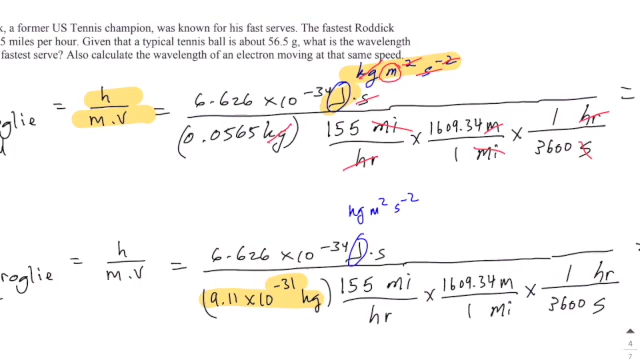 k, a former US Tennis champion, was known for his fast serves. The fastest Roddick
5 miles per hour. Given that a typical tennis ball is about 56.5 g, what is the wavelength
fastest serve? Also calculate the wavelength of an electron moving at that same speed.
kg m² s⁻²
oglie = h / m.v = 6.626 × 10⁻³⁴ J · s / (0.0565 kg) 155 mi / hr × 1609.34 m / 1 mi × 1 hr / 3600 s =
kg m² s⁻²
roglie = h / m.v = 6.626 × 10⁻³⁴ J · s / (9.11 × 10⁻³¹ kg) 155 mi / hr × 1609.34 m / 1 mi × 1 hr / 3600 s =
4
7